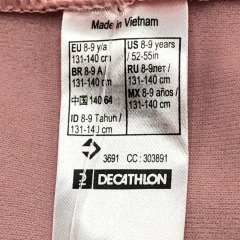 Made in Vietnam
EU 8-9 y/a
131-140 cm
US 8-9 years
/ 52-55in
BR 8-9 A/
131-140 cm
RU 8-9лет /
131-140 cm
中国 140 64
MX 8-9 años/
131-140 cm
ID 8-9 Tahun /
131-140 cm
3691 CC : 303891
DECATHLON